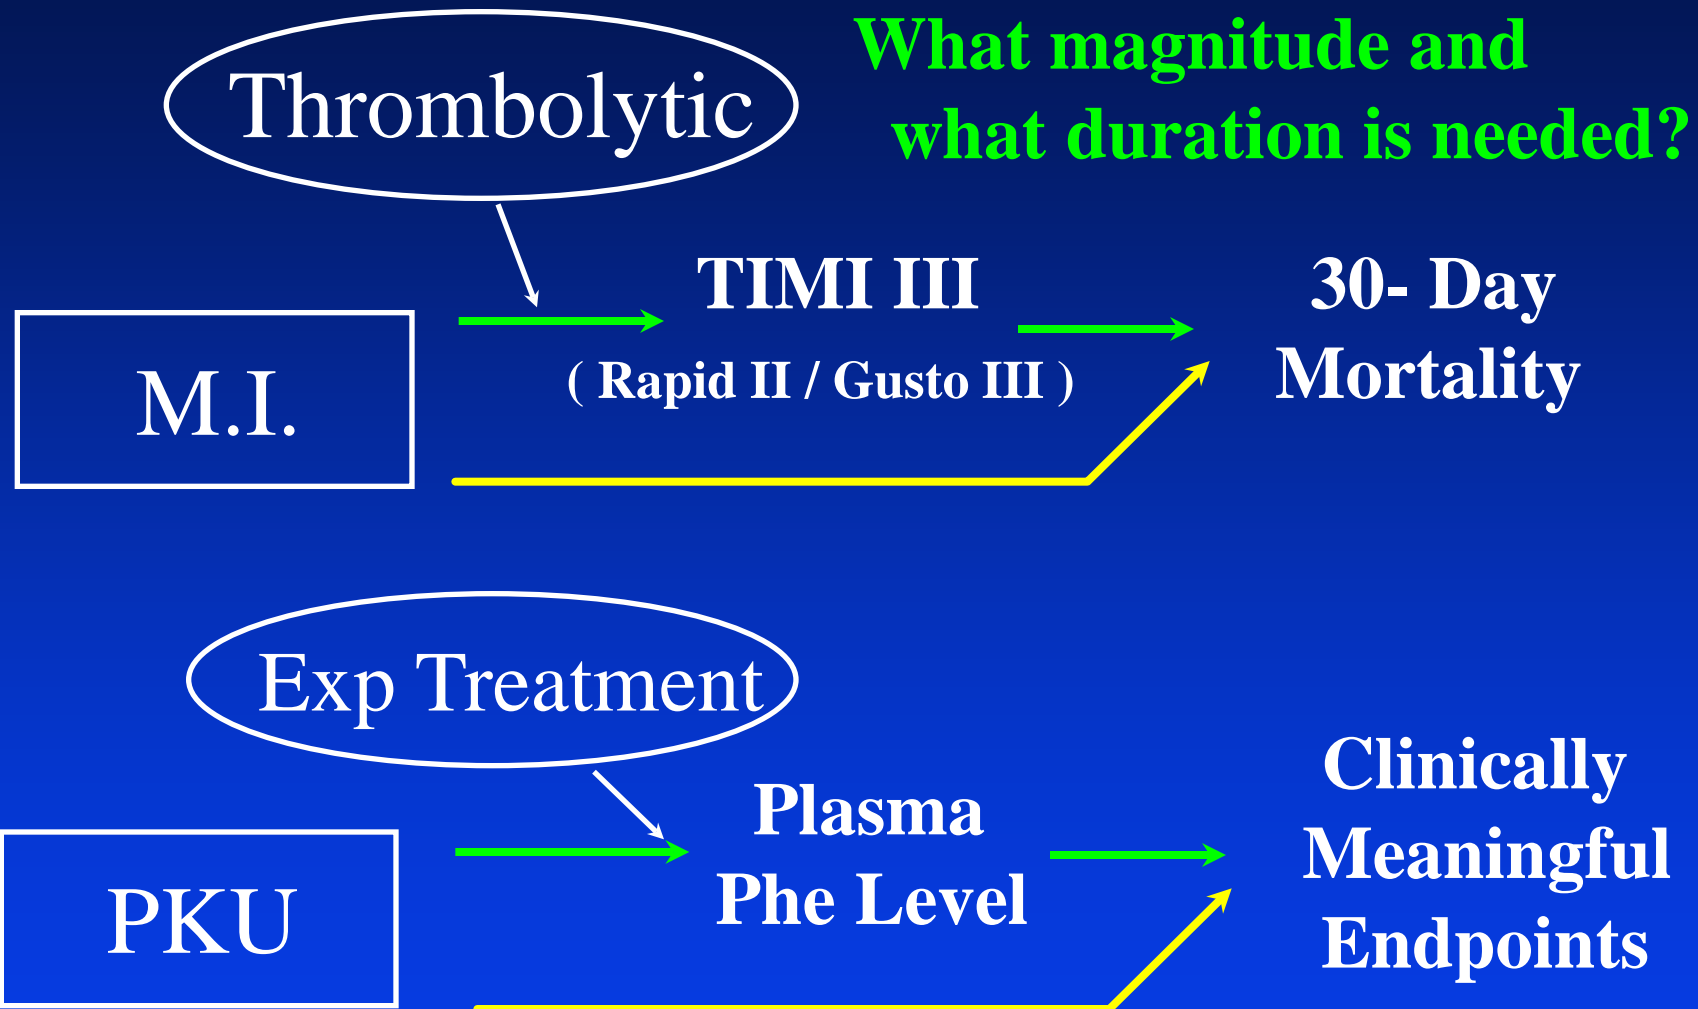 What magnitude and
what duration is needed?
Thrombolytic
TIMI III
( Rapid II / Gusto III )
30- Day
Mortality
M.I.
Exp Treatment
Plasma
Phe Level
Clinically
Meaningful
Endpoints
PKU